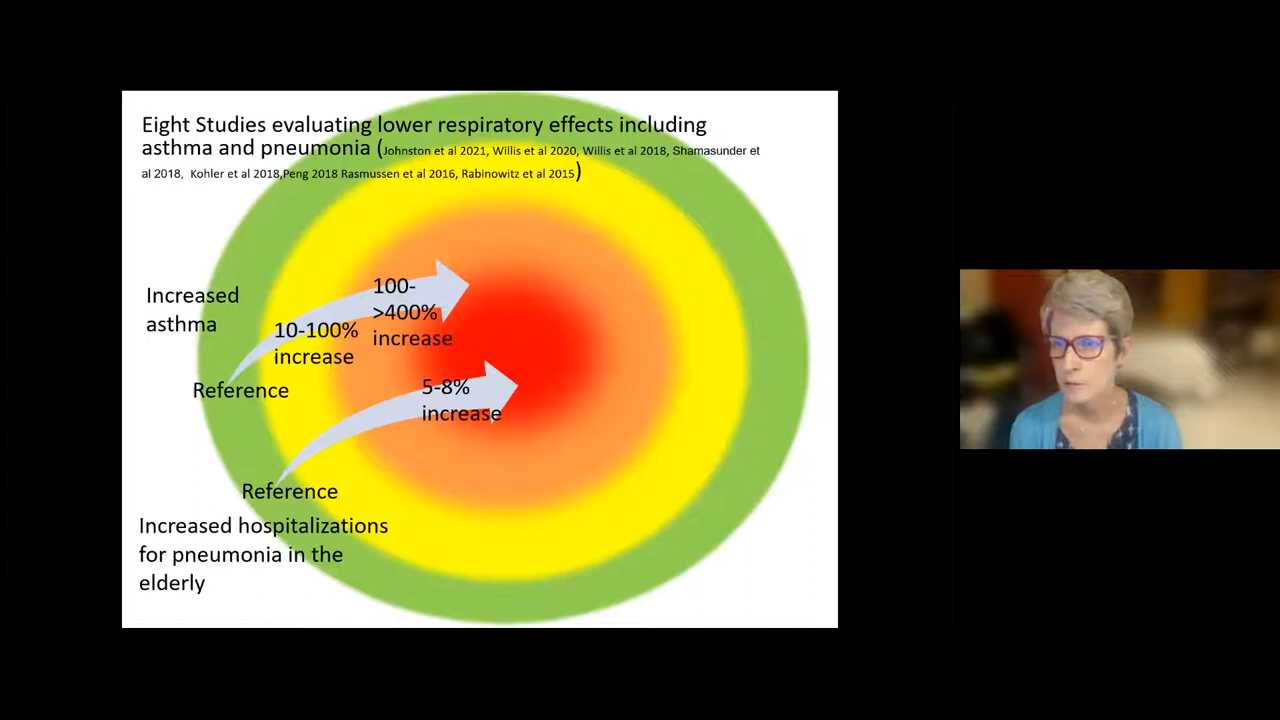 Eight Studies evaluating lower respiratory effects including
asthma and pneumonia (Johnston et al 2021, Willis et al 2020, Willis et al 2018, Shamasunder et
al 2018,  Kohler et al 2018,Peng 2018 Rasmussen et al 2016, Rabinowitz et al 2015)
Increased
asthma
Reference
10-100%
increase
100-
>400%
increase
5-8%
increase
Reference
Increased hospitalizations
for pneumonia in the
elderly